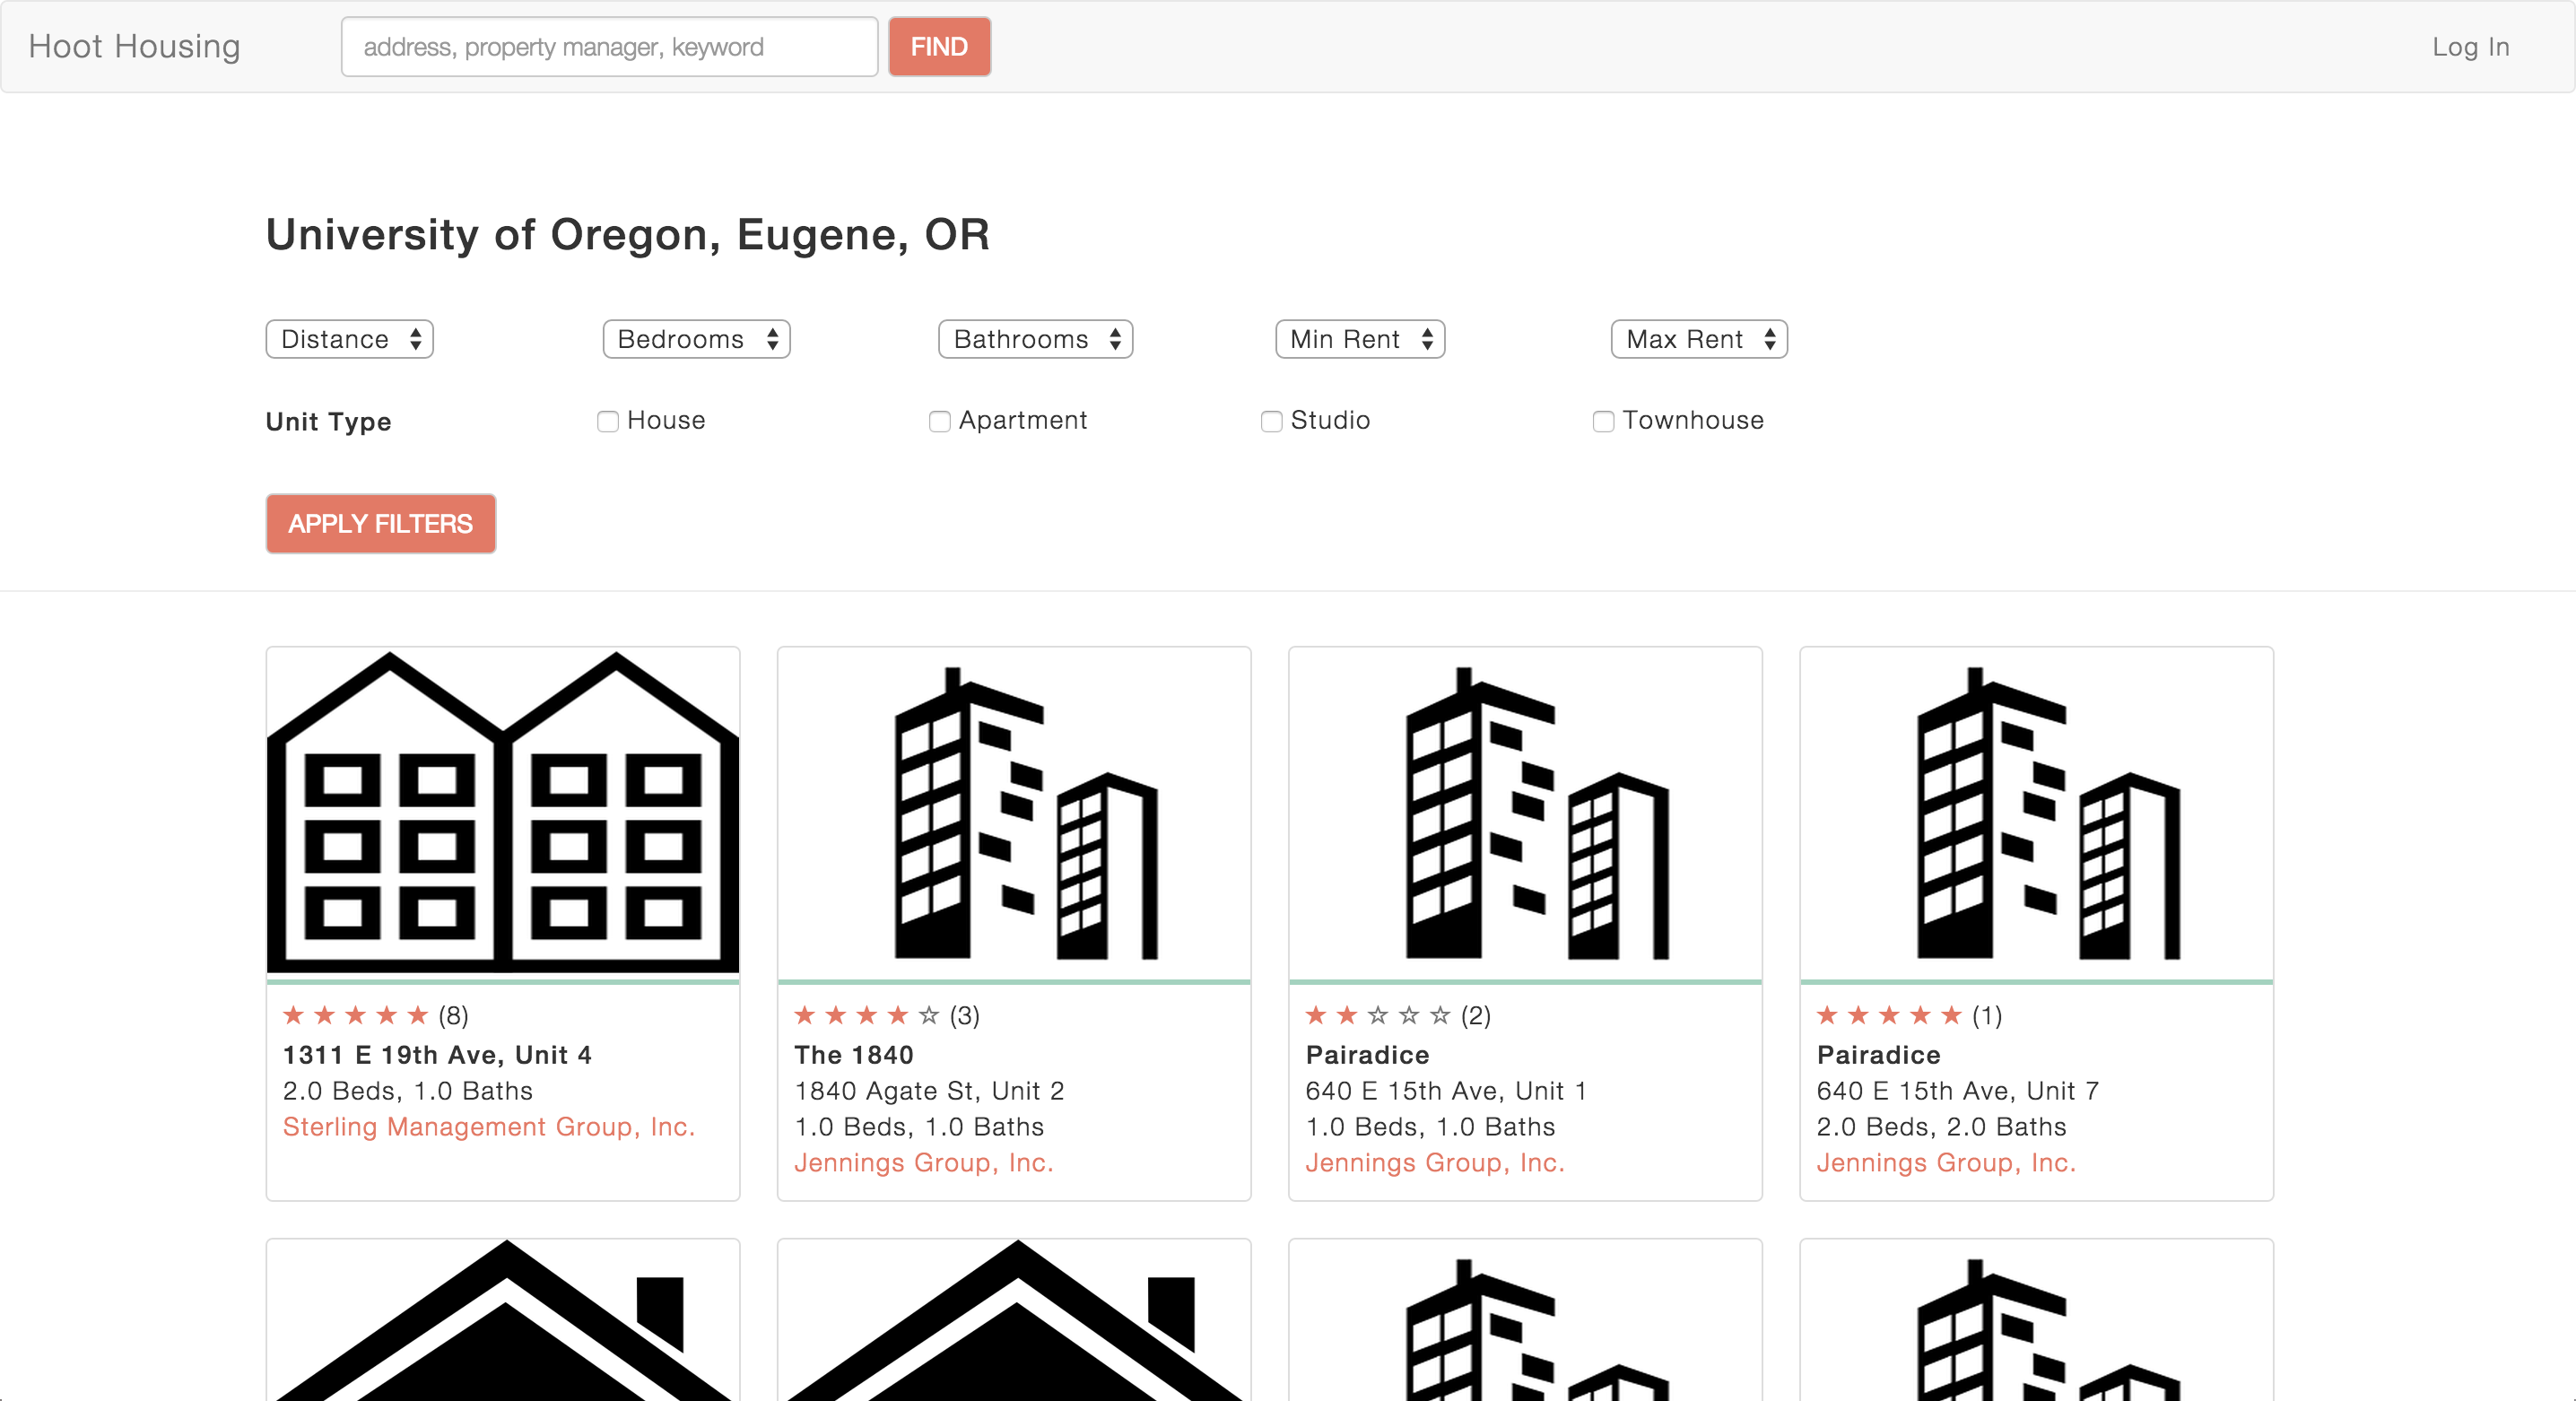 Hoot Housing
address, property manager, keyword
FIND
Log In
University of Oregon, Eugene, OR
Distance
Bedrooms
Bathrooms
Min Rent
Max Rent
Unit Type
House
Apartment
Studio
Townhouse
APPLY FILTERS
★ ★ ★ ★ ★ (8)
1311 E 19th Ave, Unit 4
2.0 Beds, 1.0 Baths
Sterling Management Group, Inc.
★ ★ ★ ★ ☆ (3)
The 1840
1840 Agate St, Unit 2
1.0 Beds, 1.0 Baths
Jennings Group, Inc.
★ ★ ☆ ☆ ☆ (2)
Pairadice
640 E 15th Ave, Unit 1
1.0 Beds, 1.0 Baths
Jennings Group, Inc.
★ ★ ★ ★ ★ (1)
Pairadice
640 E 15th Ave, Unit 7
2.0 Beds, 2.0 Baths
Jennings Group, Inc.